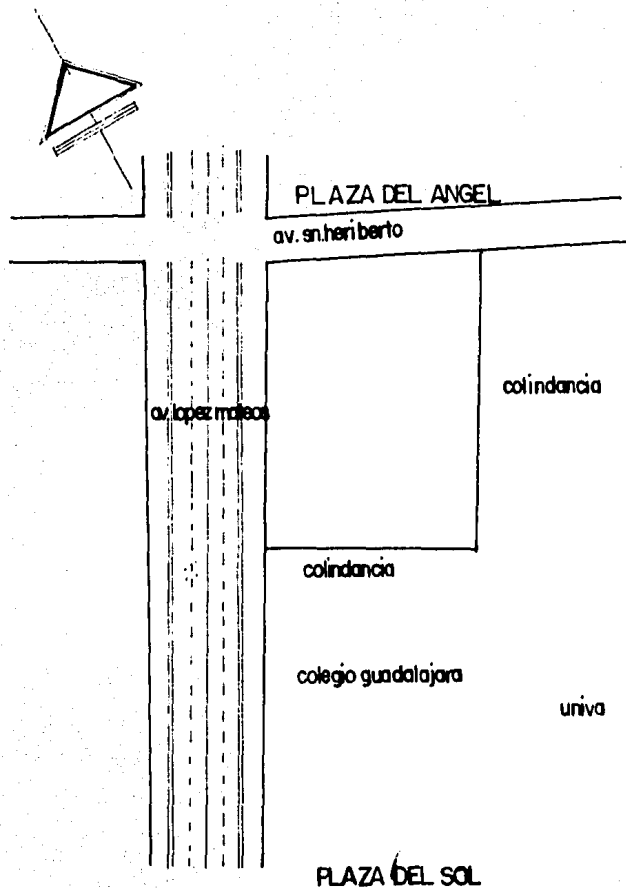 PLAZA DEL ANGEL
av. sn. heriberto
colindancia
av. lopez mateos
colindancia
colegio guadalajara
univa
PLAZA DEL SOL